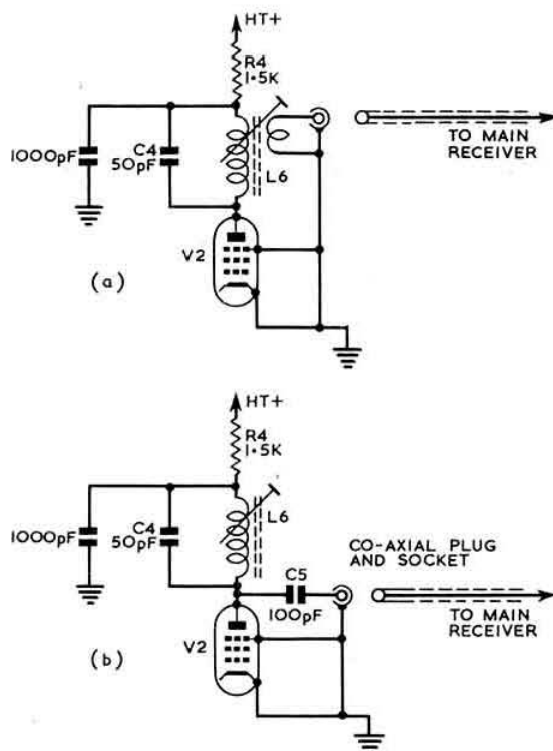 HT+
R4
1·5K
1000pF
C4
50pF
L6
TO MAIN
RECEIVER
V2
(a)
HT+
R4
1·5K
L6
1000pF
C4
50pF
CO-AXIAL PLUG
AND SOCKET
C5
100pF
TO MAIN
RECEIVER
V2
(b)